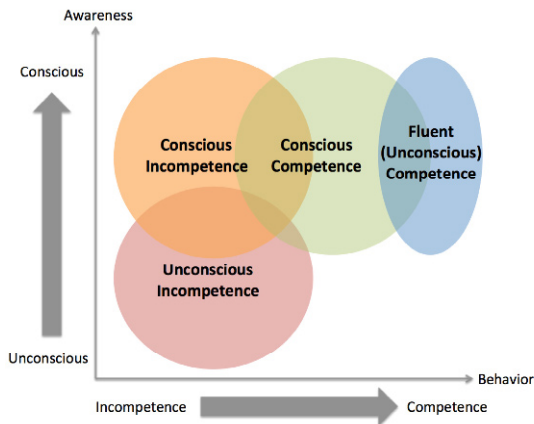 Awareness
Conscious
Conscious
Incompetence
Conscious
Competence
Fluent
(Unconscious)
Competence
Unconscious
Incompetence
Unconscious
Behavior
Incompetence
Competence